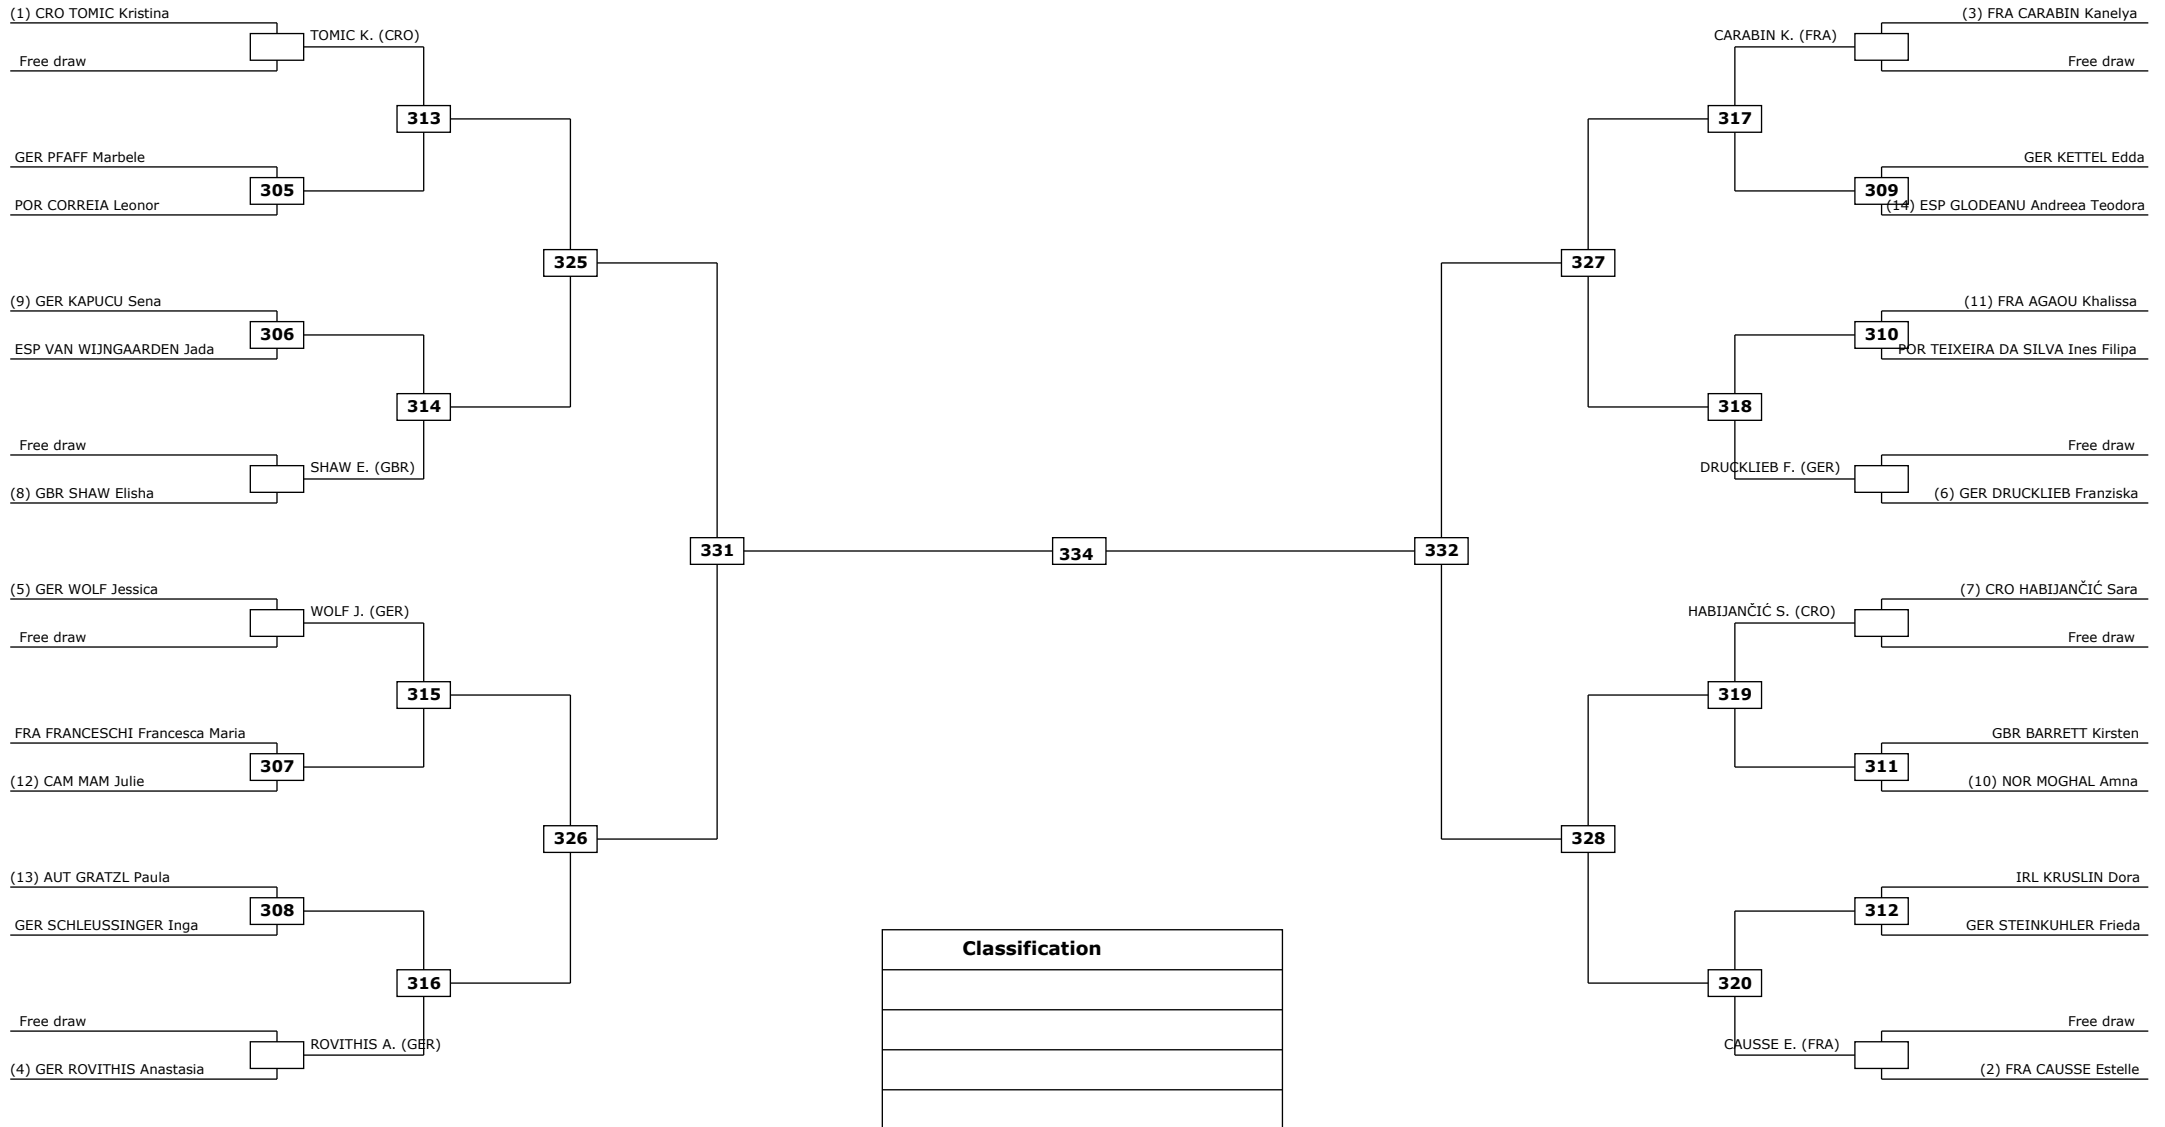 (1) CRO TOMIC Kristina
TOMIC K. (CRO)
Free draw
313
GER PFAFF Marbele
305
POR CORREIA Leonor
325
(9) GER KAPUCU Sena
306
ESP VAN WIJNGAARDEN Jada
314
Free draw
SHAW E. (GBR)
(8) GBR SHAW Elisha
331
(5) GER WOLF Jessica
WOLF J. (GER)
Free draw
315
FRA FRANCESCHI Francesca Maria
307
(12) CAM MAM Julie
326
(13) AUT GRATZL Paula
308
GER SCHLEUSSINGER Inga
316
Free draw
ROVITHIS A. (GER)
(4) GER ROVITHIS Anastasia
334
Classification
(3) FRA CARABIN Kanelya
CARABIN K. (FRA)
Free draw
317
GER KETTEL Edda
309
(14) ESP GLODEANU Andreea Teodora
327
(11) FRA AGAOU Khalissa
310
POR TEIXEIRA DA SILVA Ines Filipa
318
Free draw
DRUCKLIEB F. (GER)
(6) GER DRUCKLIEB Franziska
332
(7) CRO HABIJANČIĆ Sara
HABIJANČIĆ S. (CRO)
Free draw
319
GBR BARRETT Kirsten
311
(10) NOR MOGHAL Amna
328
IRL KRUSLIN Dora
312
GER STEINKUHLER Frieda
320
Free draw
CAUSSE E. (FRA)
(2) FRA CAUSSE Estelle